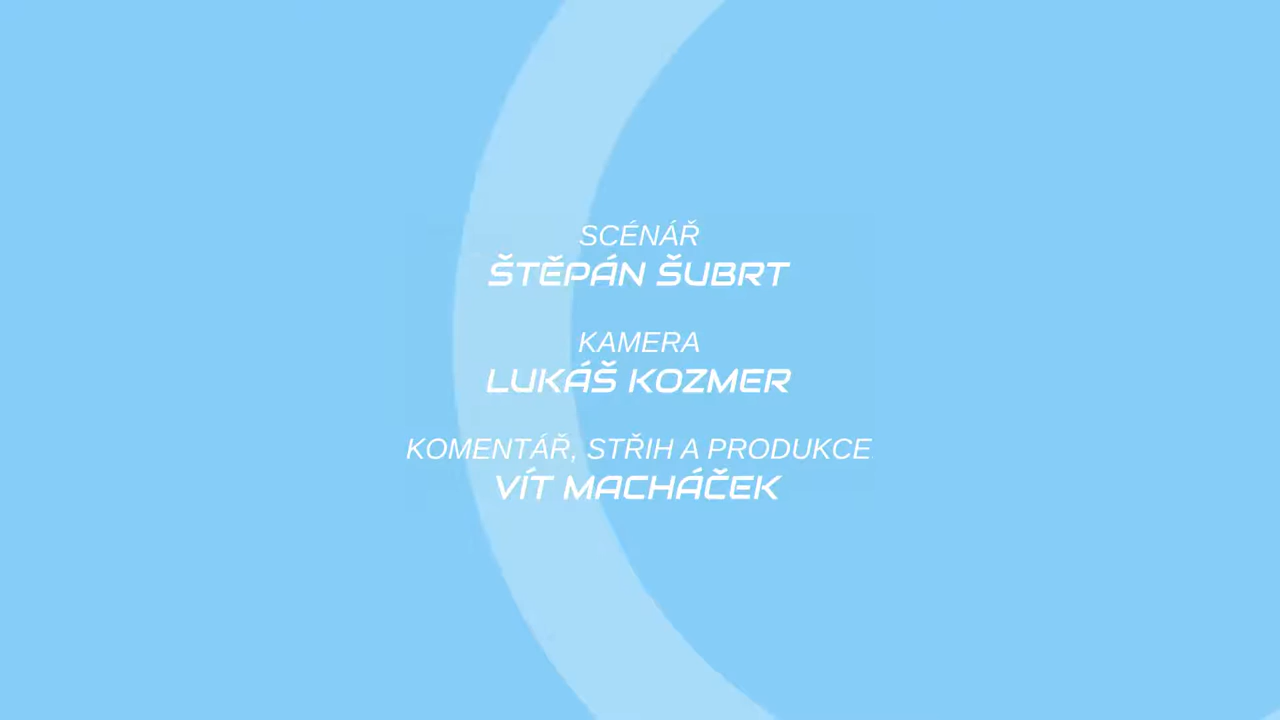 SCÉNÁŘ
ŠTĚPÁN ŠUBRT
KAMERA
LUKÁŠ KOZMER
KOMENTÁŘ, STŘIH A PRODUKCE
VÍT MACHÁČEK